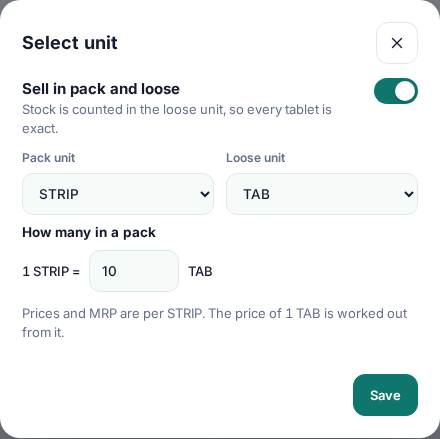 Select unit
Sell in pack and loose
Stock is counted in the loose unit, so every tablet is
exact.
Pack unit
Loose unit
STRIP
TAB
How many in a pack
1 STRIP = 10 TAB
Prices and MRP are per STRIP. The price of 1 TAB is worked out
from it.
Save